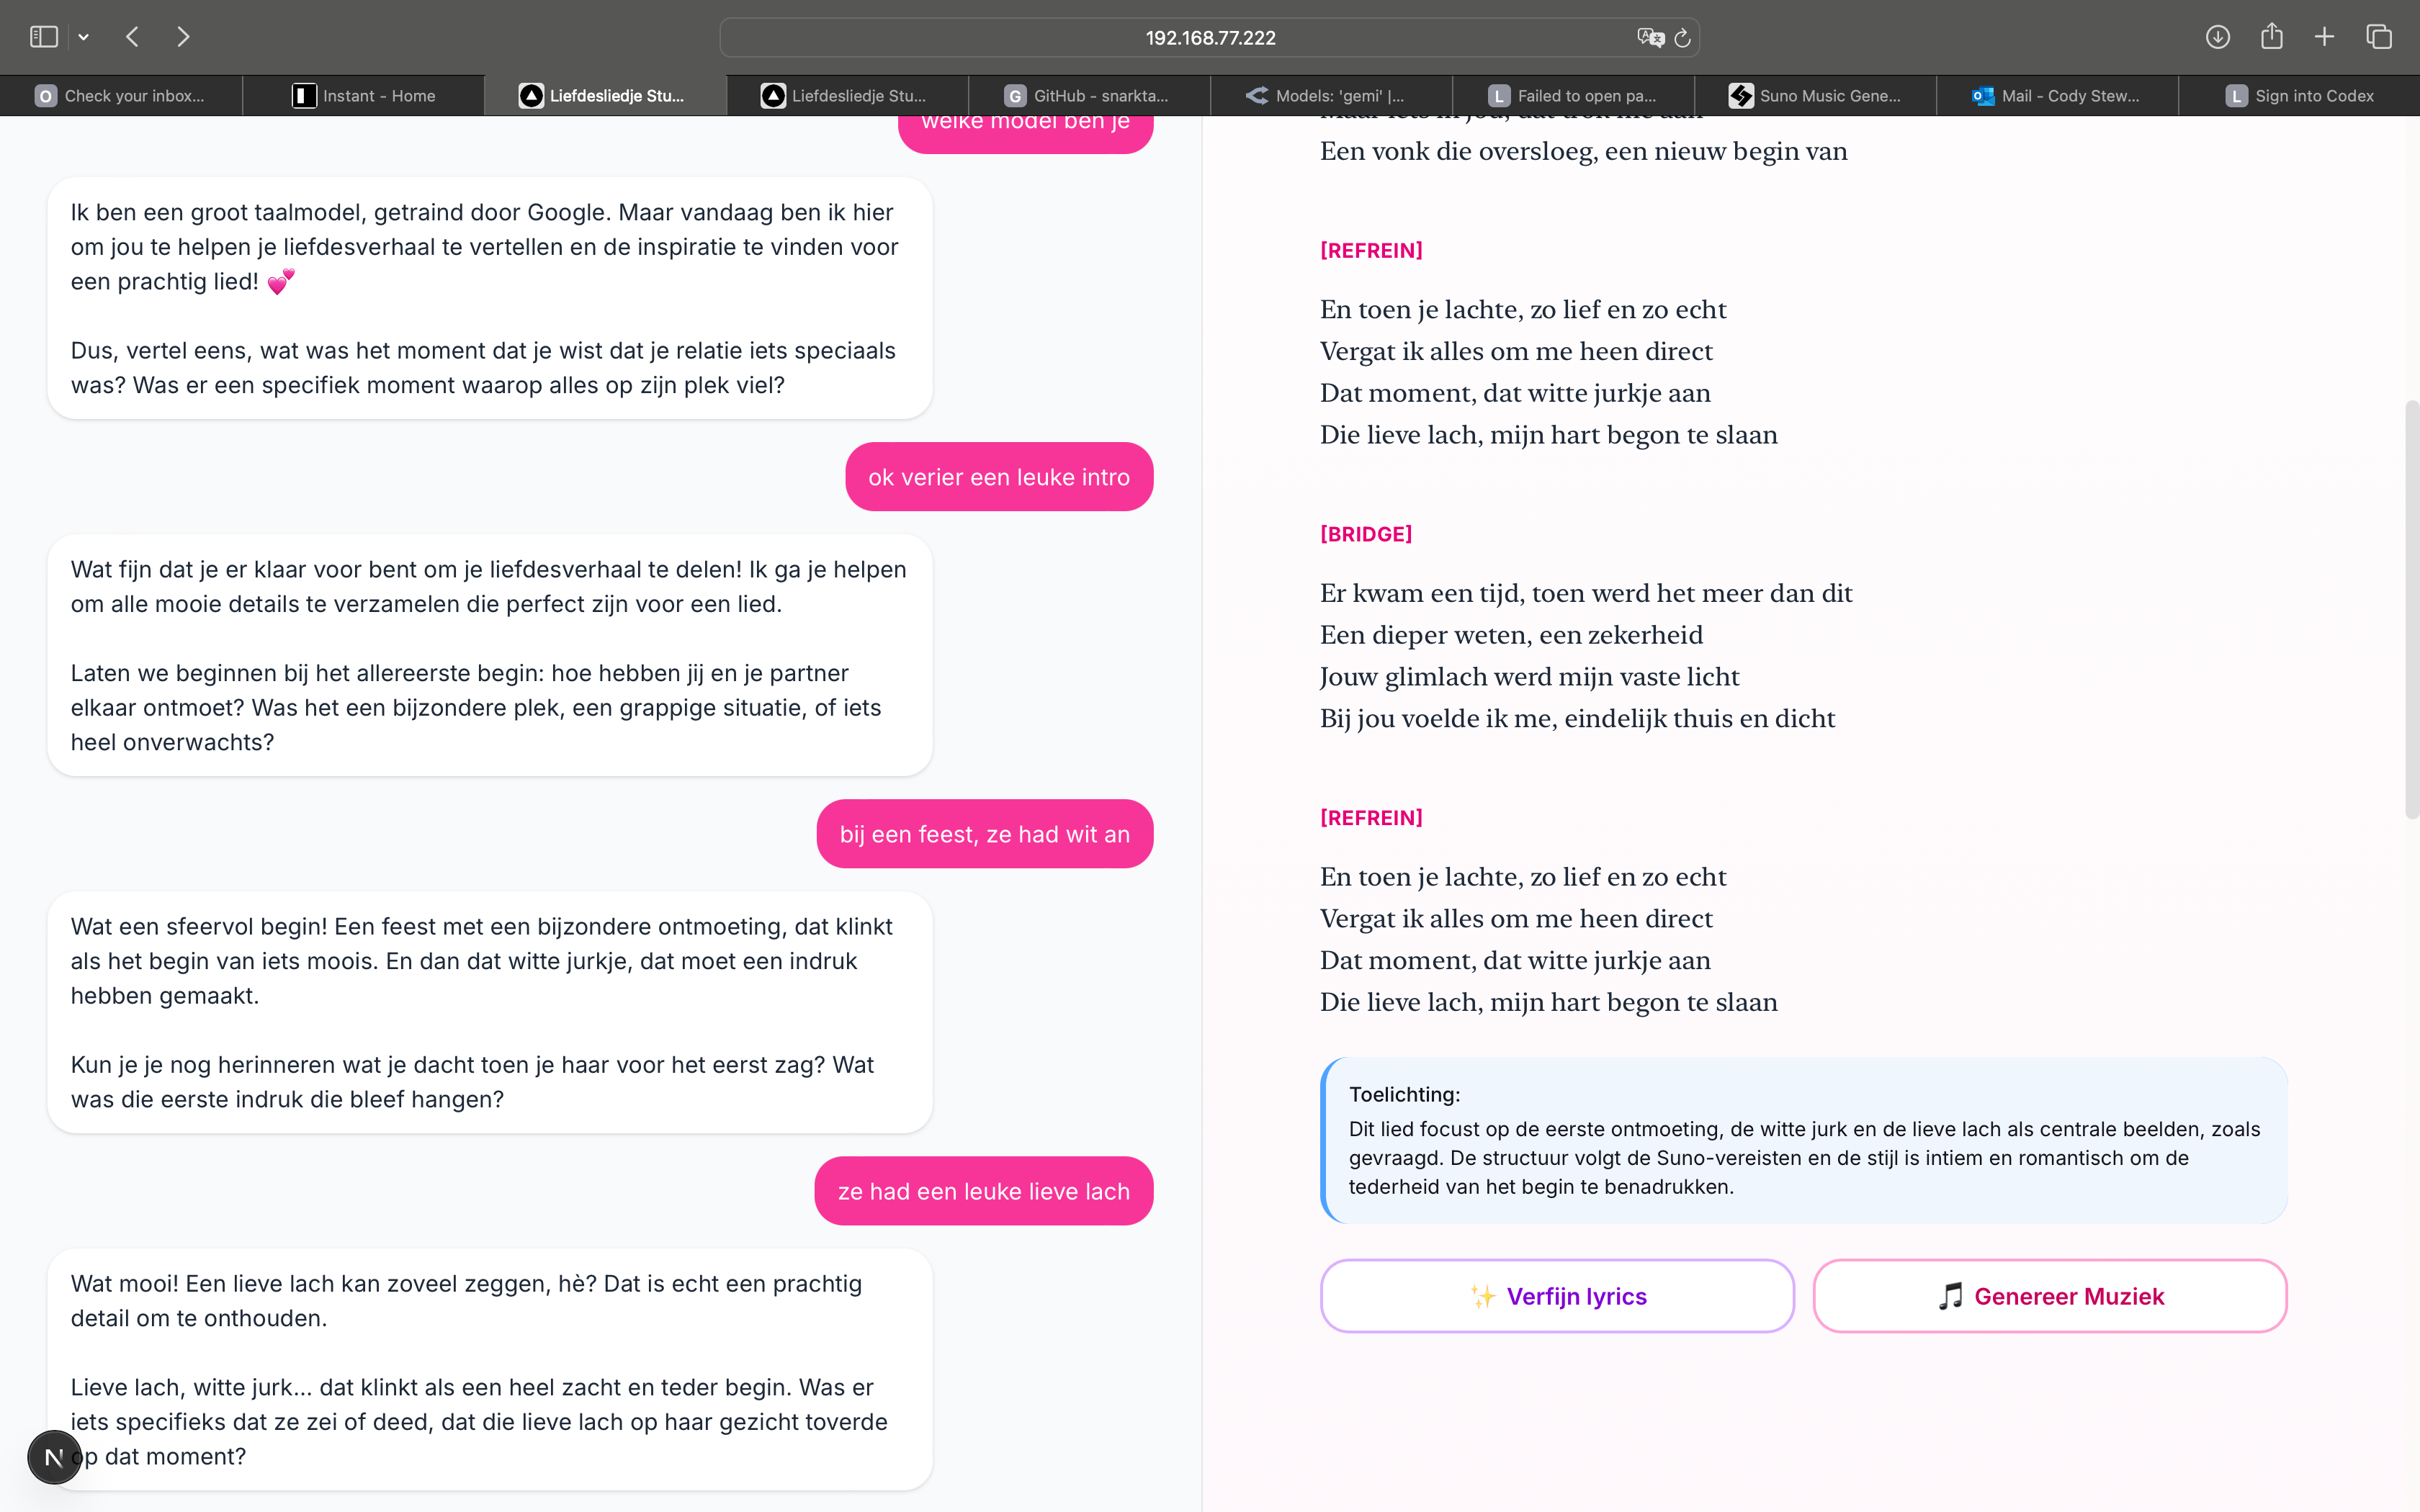 192.168.77.222
O Check your inbox...
Instant - Home
Liefdesliedje Stu...
Liefdesliedje Stu...
G GitHub - snarkta...
Models: 'gemi' |...
L Failed to open pa...
Suno Music Gene...
Mail - Cody Stew...
L Sign into Codex
welke model ben je
Ik ben een groot taalmodel, getraind door Google. Maar vandaag ben ik hier
om jou te helpen je liefdesverhaal te vertellen en de inspiratie te vinden voor
een prachtig lied! 💕
Dus, vertel eens, wat was het moment dat je wist dat je relatie iets speciaals
was? Was er een specifiek moment waarop alles op zijn plek viel?
ok verier een leuke intro
Wat fijn dat je er klaar voor bent om je liefdesverhaal te delen! Ik ga je helpen
om alle mooie details te verzamelen die perfect zijn voor een lied.
Laten we beginnen bij het allereerste begin: hoe hebben jij en je partner
elkaar ontmoet? Was het een bijzondere plek, een grappige situatie, of iets
heel onverwachts?
bij een feest, ze had wit an
Wat een sfeervol begin! Een feest met een bijzondere ontmoeting, dat klinkt
als het begin van iets moois. En dan dat witte jurkje, dat moet een indruk
hebben gemaakt.
Kun je je nog herinneren wat je dacht toen je haar voor het eerst zag? Wat
was die eerste indruk die bleef hangen?
ze had een leuke lieve lach
Wat mooi! Een lieve lach kan zoveel zeggen, hè? Dat is echt een prachtig
detail om te onthouden.
Lieve lach, witte jurk... dat klinkt als een heel zacht en teder begin. Was er
iets specifieks dat ze zei of deed, dat die lieve lach op haar gezicht toverde
op dat moment?
N
Maar iets in jou, dat trok me aan
Een vonk die oversloeg, een nieuw begin van
[REFREIN]
En toen je lachte, zo lief en zo echt
Vergat ik alles om me heen direct
Dat moment, dat witte jurkje aan
Die lieve lach, mijn hart begon te slaan
[BRIDGE]
Er kwam een tijd, toen werd het meer dan dit
Een dieper weten, een zekerheid
Jouw glimlach werd mijn vaste licht
Bij jou voelde ik me, eindelijk thuis en dicht
[REFREIN]
En toen je lachte, zo lief en zo echt
Vergat ik alles om me heen direct
Dat moment, dat witte jurkje aan
Die lieve lach, mijn hart begon te slaan
Toelichting:
Dit lied focust op de eerste ontmoeting, de witte jurk en de lieve lach als centrale beelden, zoals
gevraagd. De structuur volgt de Suno-vereisten en de stijl is intiem en romantisch om de
tederheid van het begin te benadrukken.
✨ Verfijn lyrics
🎵 Genereer Muziek